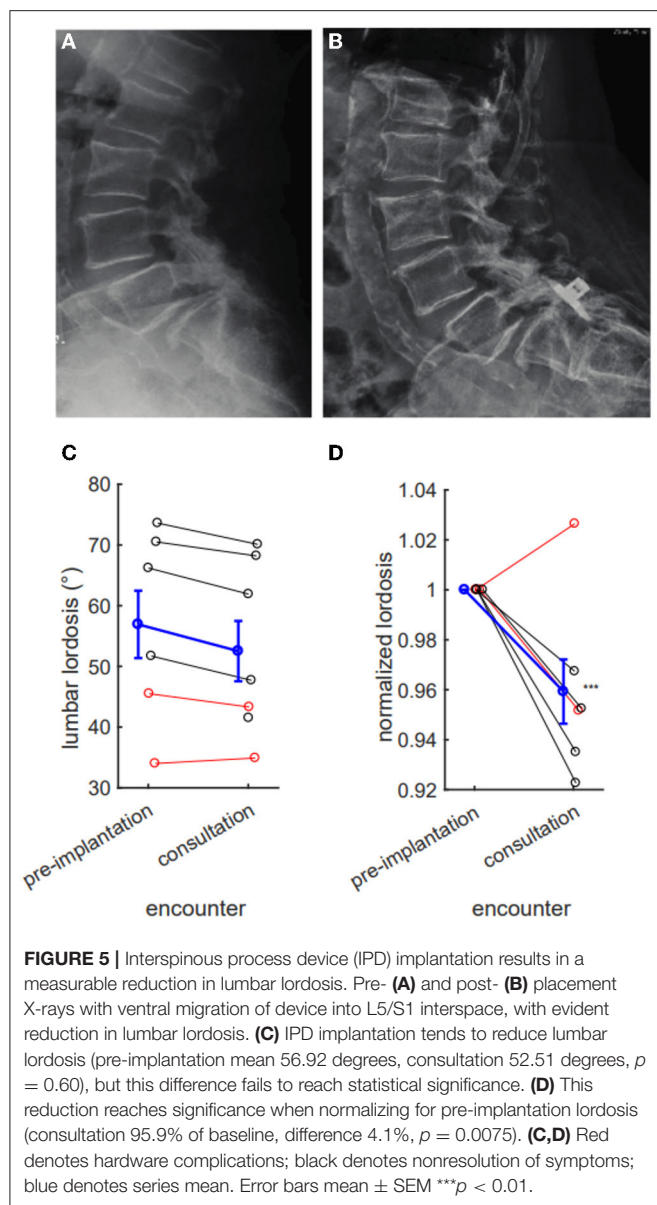 A
B
C
D
80
70
60
50
40
30
lumbar lordosis (°)
pre-implantation
consultation
encounter
1.04
1.02
1
0.98
0.96
0.94
0.92
normalized lordosis
***
pre-implantation
consultation
encounter
FIGURE 5 | Interspinous process device (IPD) implantation results in a
measurable reduction in lumbar lordosis. Pre- (A) and post- (B) placement
X-rays with ventral migration of device into L5/S1 interspace, with evident
reduction in lumbar lordosis. (C) IPD implantation tends to reduce lumbar
lordosis (pre-implantation mean 56.92 degrees, consultation 52.51 degrees, p
= 0.60), but this difference fails to reach statistical significance. (D) This
reduction reaches significance when normalizing for pre-implantation lordosis
(consultation 95.9% of baseline, difference 4.1%, p = 0.0075). (C,D) Red
denotes hardware complications; black denotes nonresolution of symptoms;
blue denotes series mean. Error bars mean ± SEM ***p < 0.01.